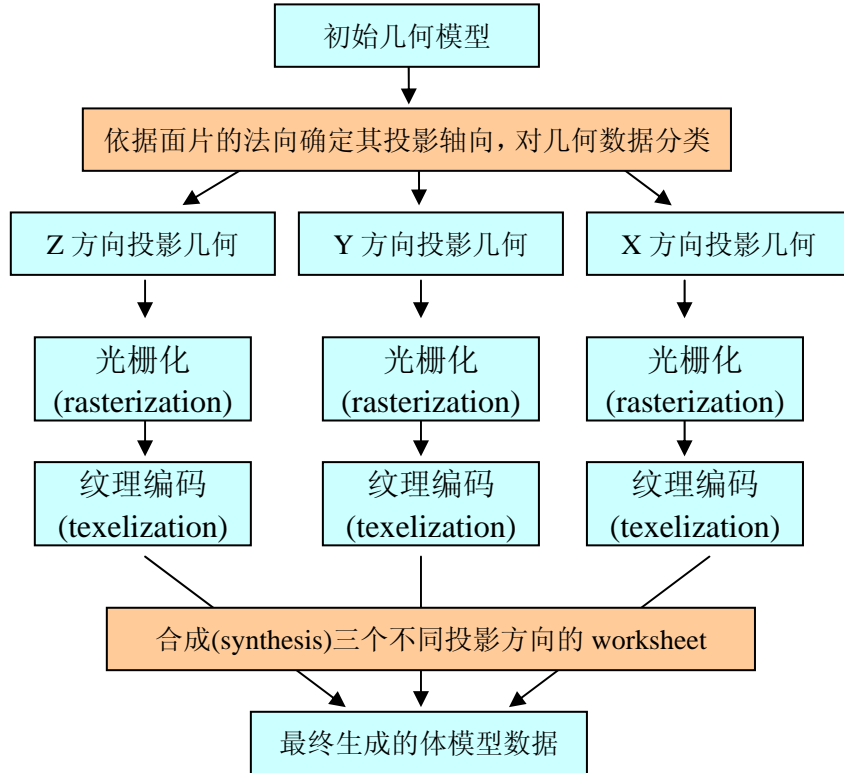 初始几何模型
依据面片的法向确定其投影轴向，对几何数据分类
Z 方向投影几何
Y 方向投影几何
X 方向投影几何
光栅化
(rasterization)
光栅化
(rasterization)
光栅化
(rasterization)
纹理编码
(texelization)
纹理编码
(texelization)
纹理编码
(texelization)
合成(synthesis)三个不同投影方向的 worksheet
最终生成的体模型数据